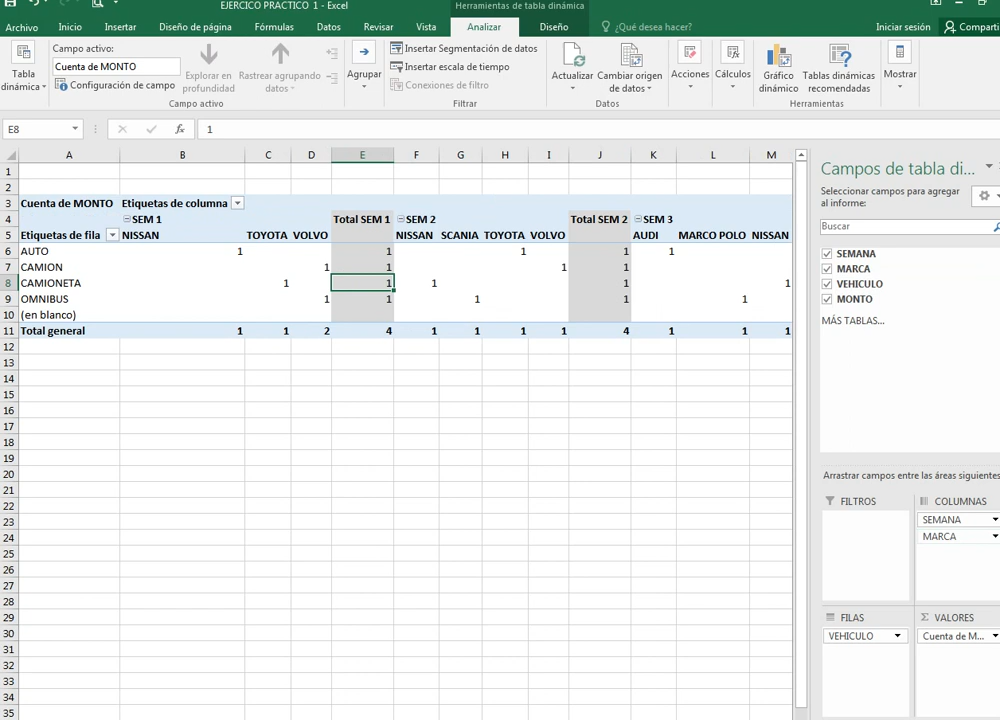 EJERCICO PRACTICO 1 - Excel
Herramientas de tabla dinámica
Archivo Inicio Insertar Diseño de página Fórmulas Datos Revisar Vista Analizar Diseño ¿Qué desea hacer? Iniciar sesión Comparti
Tabla dinámica
Campo activo:
Cuenta de MONTO
Configuración de campo
Explorar en profundidad
Rastrear agrupando datos
Campo activo
Agrupar
Insertar Segmentación de datos
Insertar escala de tiempo
Conexiones de filtro
Filtrar
Actualizar
Cambiar origen de datos
Datos
Acciones
Cálculos
Gráfico dinámico
Tablas dinámicas recomendadas
Herramientas
Mostrar
E8 fx 1
A B C D E F G H I J K L M
1
2
3 Cuenta de MONTO Etiquetas de columna
4 SEM 1 Total SEM 1 SEM 2 Total SEM 2 SEM 3
5 Etiquetas de fila NISSAN TOYOTA VOLVO NISSAN SCANIA TOYOTA VOLVO AUDI MARCO POLO NISSAN
6 AUTO 1 1 1 1 1
7 CAMION 1 1 1 1
8 CAMIONETA 1 1 1 1 1
9 OMNIBUS 1 1 1 1 1
10 (en blanco)
11 Total general 1 1 2 4 1 1 1 1 4 1 1 1
12
13
14
15
16
17
18
19
20
21
22
23
24
25
26
27
28
29
30
31
32
33
34
35
Campos de tabla di...
Seleccionar campos para agregar
al informe:
Buscar
SEMANA
MARCA
VEHICULO
MONTO
MÁS TABLAS...
Arrastrar campos entre las áreas siguientes
FILTROS COLUMNAS
SEMANA
MARCA
FILAS Σ VALORES
VEHICULO Cuenta de M...